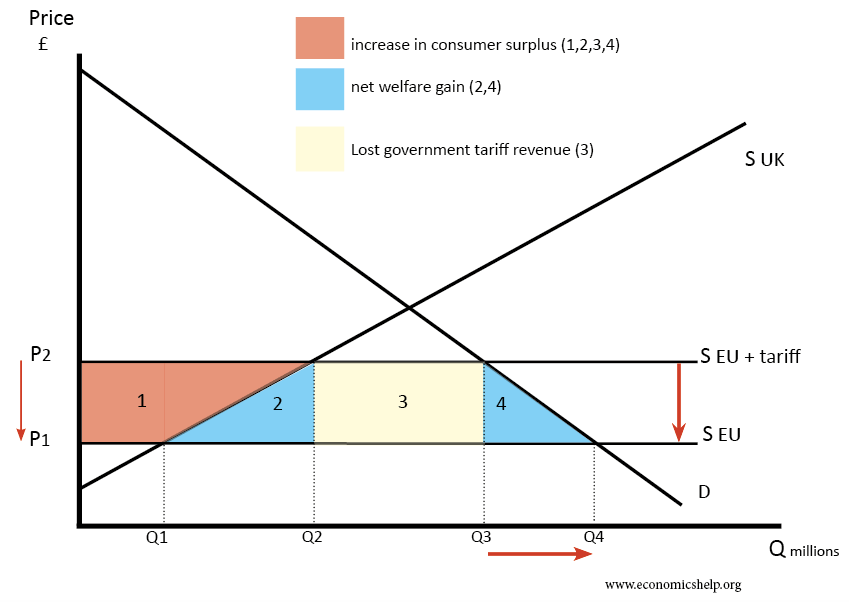 Price
£
increase in consumer surplus (1,2,3,4)
net welfare gain (2,4)
Lost government tariff revenue (3)
S UK
P2
S EU + tariff
1
2
3
4
P1
S EU
D
Q1
Q2
Q3
Q4
Q millions
www.economicshelp.org